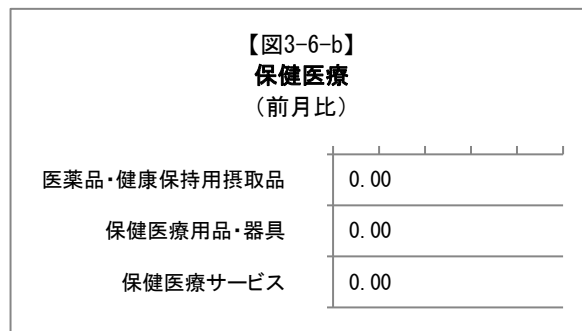 【図3-6-b】
保健医療
（前月比）
医薬品・健康保持用摂取品 0.00
保健医療用品・器具 0.00
保健医療サービス 0.00